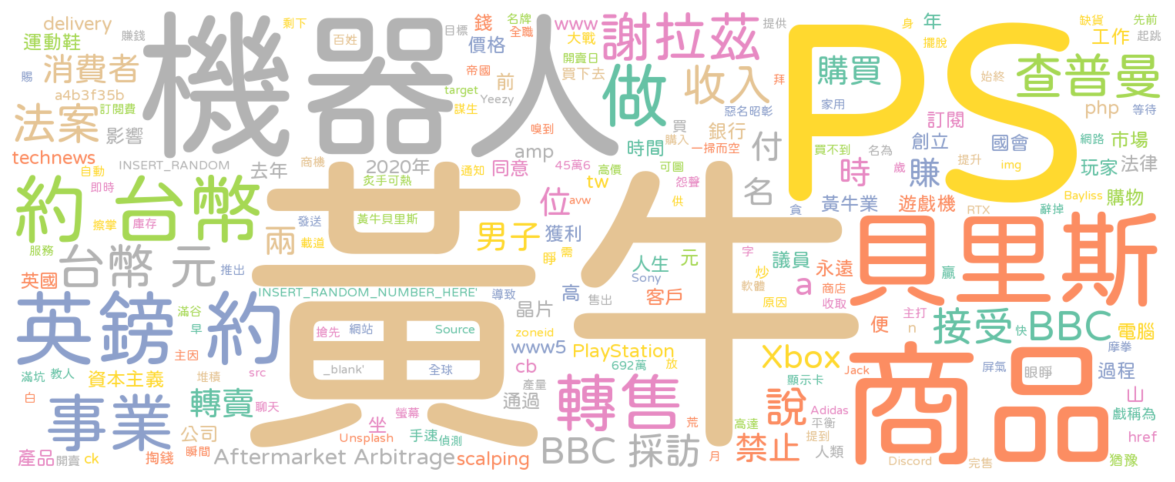 delivery
剩下
名牌
全職
www
目標
大戰
提供
年
缺貨
先前
賺錢
百姓
錢
謝拉茲
身
工作
起跳
運動鞋
價格
開賣日
擺脫
PS
機器人
帝國
消費者
賜
前
買下去
收入
拜
購買
始終
查普曼
a4b3f35b
target
Yeezy
做
惡名昭彰
家用
php
等待
訂閱費
謀生
買
訂閱
法案
影響
嗅到
購入
銀行
付
創立
國會
網路
市場
amp
時間
一掃而空
買不到
名為
technews
INSERT_RANDOM
商機
2020年
通知
同意
45萬6
高價
可圖
時
歲
提升
img
玩家
法律
自動
去年
炙手可熱
tw
怨聲
賺
即時
avw
供
名
貪
黃牛業
遊戲機
RTX
辭掉
Bayliss
購物
約 台幣
擦掌
庫存
發送
黃牛貝里斯
位
黃牛
貝里斯
服務
兩
載道
男子
獲利
字
英國
台幣 元
推出
睜
需
人生
元
炒
議員
永遠
贏
Sony
軟體
商店
INSERT_RANDOM_NUMBER_HERE'
導致
高
售出
客戶
原因
a
收取
英鎊 約
滿谷
早
搶先
網站
Source
晶片
便
主打
n
接受
快
BBC
電腦
zoneid
www5
主因
_blank'
全球
PlayStation
Xbox
商品
屏氣
摩拳
滿坑
教人
src
cb
692萬
放
Jack
眼睜
過程
資本主義
堆積
產量
顯示卡
白
轉賣
聊天
螢幕
通過
轉售
說
Adidas
山
事業
坐
手速
荒
平衡
戲稱為
公司
Unsplash
偵測
高達
禁止
提到
href
瞬間
BBC 採訪
人類
產品
開賣
ck
掏錢
Aftermarket Arbitrage
scalping
月
Discord
完售
猶豫